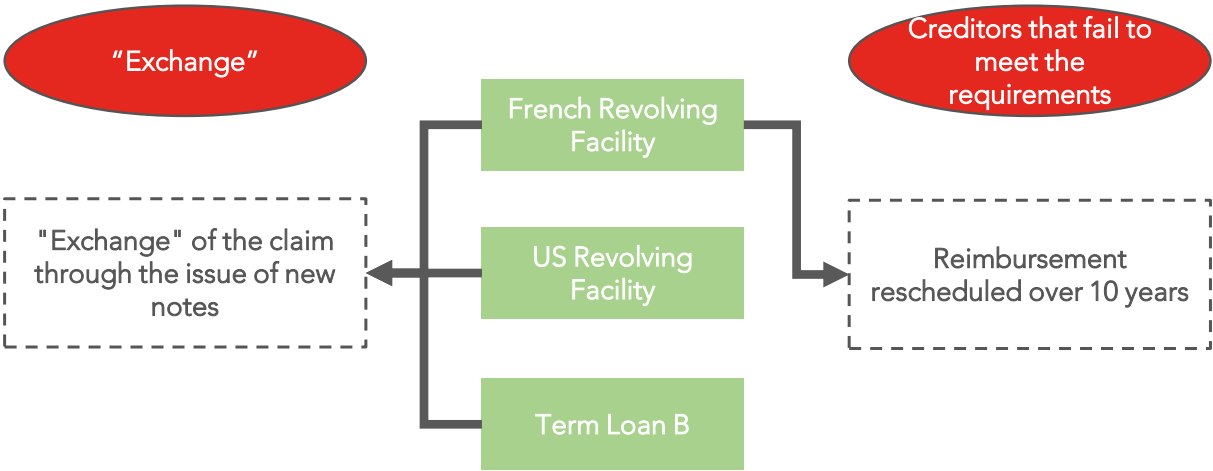 “Exchange”
Creditors that fail to
meet the
requirements
French Revolving
Facility
"Exchange" of the claim
through the issue of new
notes
US Revolving
Facility
Reimbursement
rescheduled over 10 years
Term Loan B